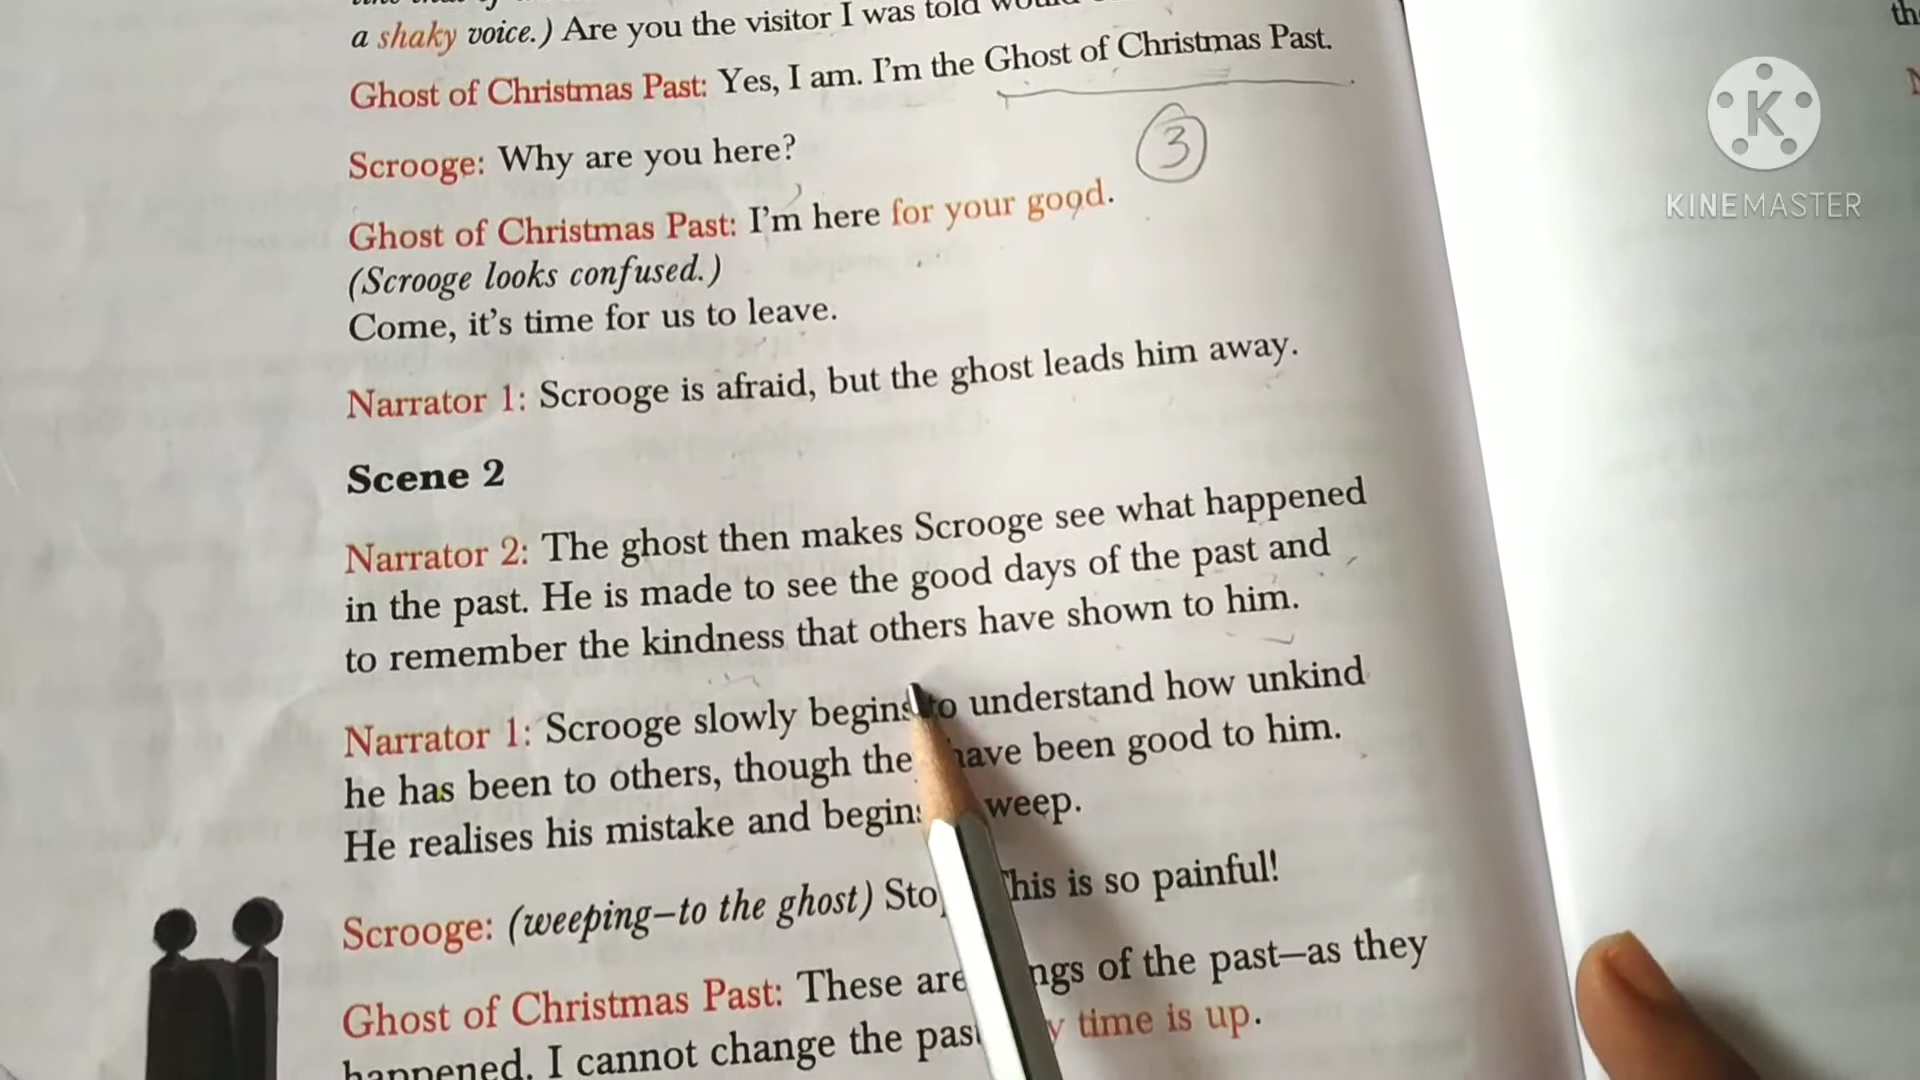 a shaky voice.) Are you the visitor I was told
Ghost of Christmas Past: Yes, I am. I'm the Ghost of Christmas Past.
3
Scrooge: Why are you here?
Ghost of Christmas Past: I'm here for your good.
(Scrooge looks confused.)
Come, it's time for us to leave.
Narrator 1: Scrooge is afraid, but the ghost leads him away.
Scene 2
Narrator 2: The ghost then makes Scrooge see what happened
in the past. He is made to see the good days of the past and
to remember the kindness that others have shown to him.
Narrator 1: Scrooge slowly begins to understand how unkind
he has been to others, though they have been good to him.
He realises his mistake and begins weep.
Scrooge: (weeping—to the ghost) Stop This is so painful!
Ghost of Christmas Past: These are of the past—as they
happened. I cannot change the past time is up.
K
KINEMASTER